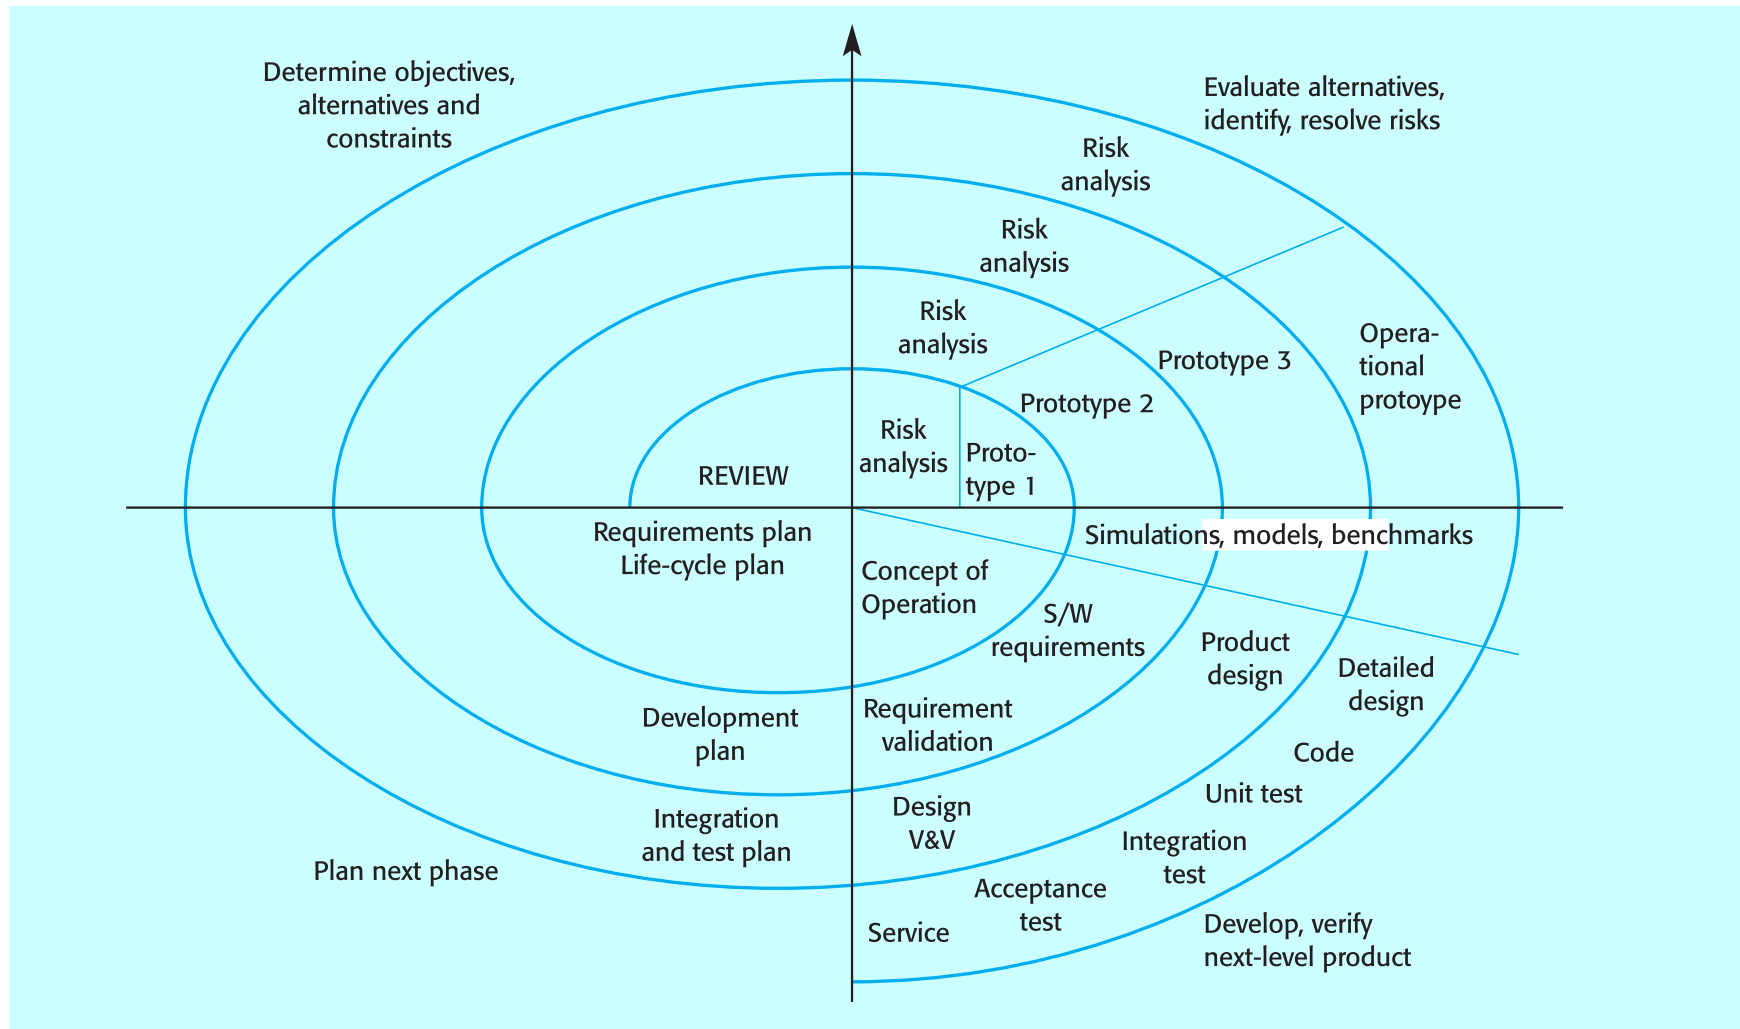 Determine objectives,
alternatives and
constraints
Evaluate alternatives,
identify, resolve risks
Risk
analysis
Risk
analysis
Risk
analysis
Risk
analysis
Proto-
type 1
Prototype 2
Prototype 3
Opera-
tional
protoype
REVIEW
Requirements plan
Life-cycle plan
Simulations, models, benchmarks
Concept of
Operation
S/W
requirements
Product
design
Detailed
design
Development
plan
Requirement
validation
Code
Unit test
Integration
and test plan
Design
V&V
Integration
test
Plan next phase
Acceptance
test
Service
Develop, verify
next-level product